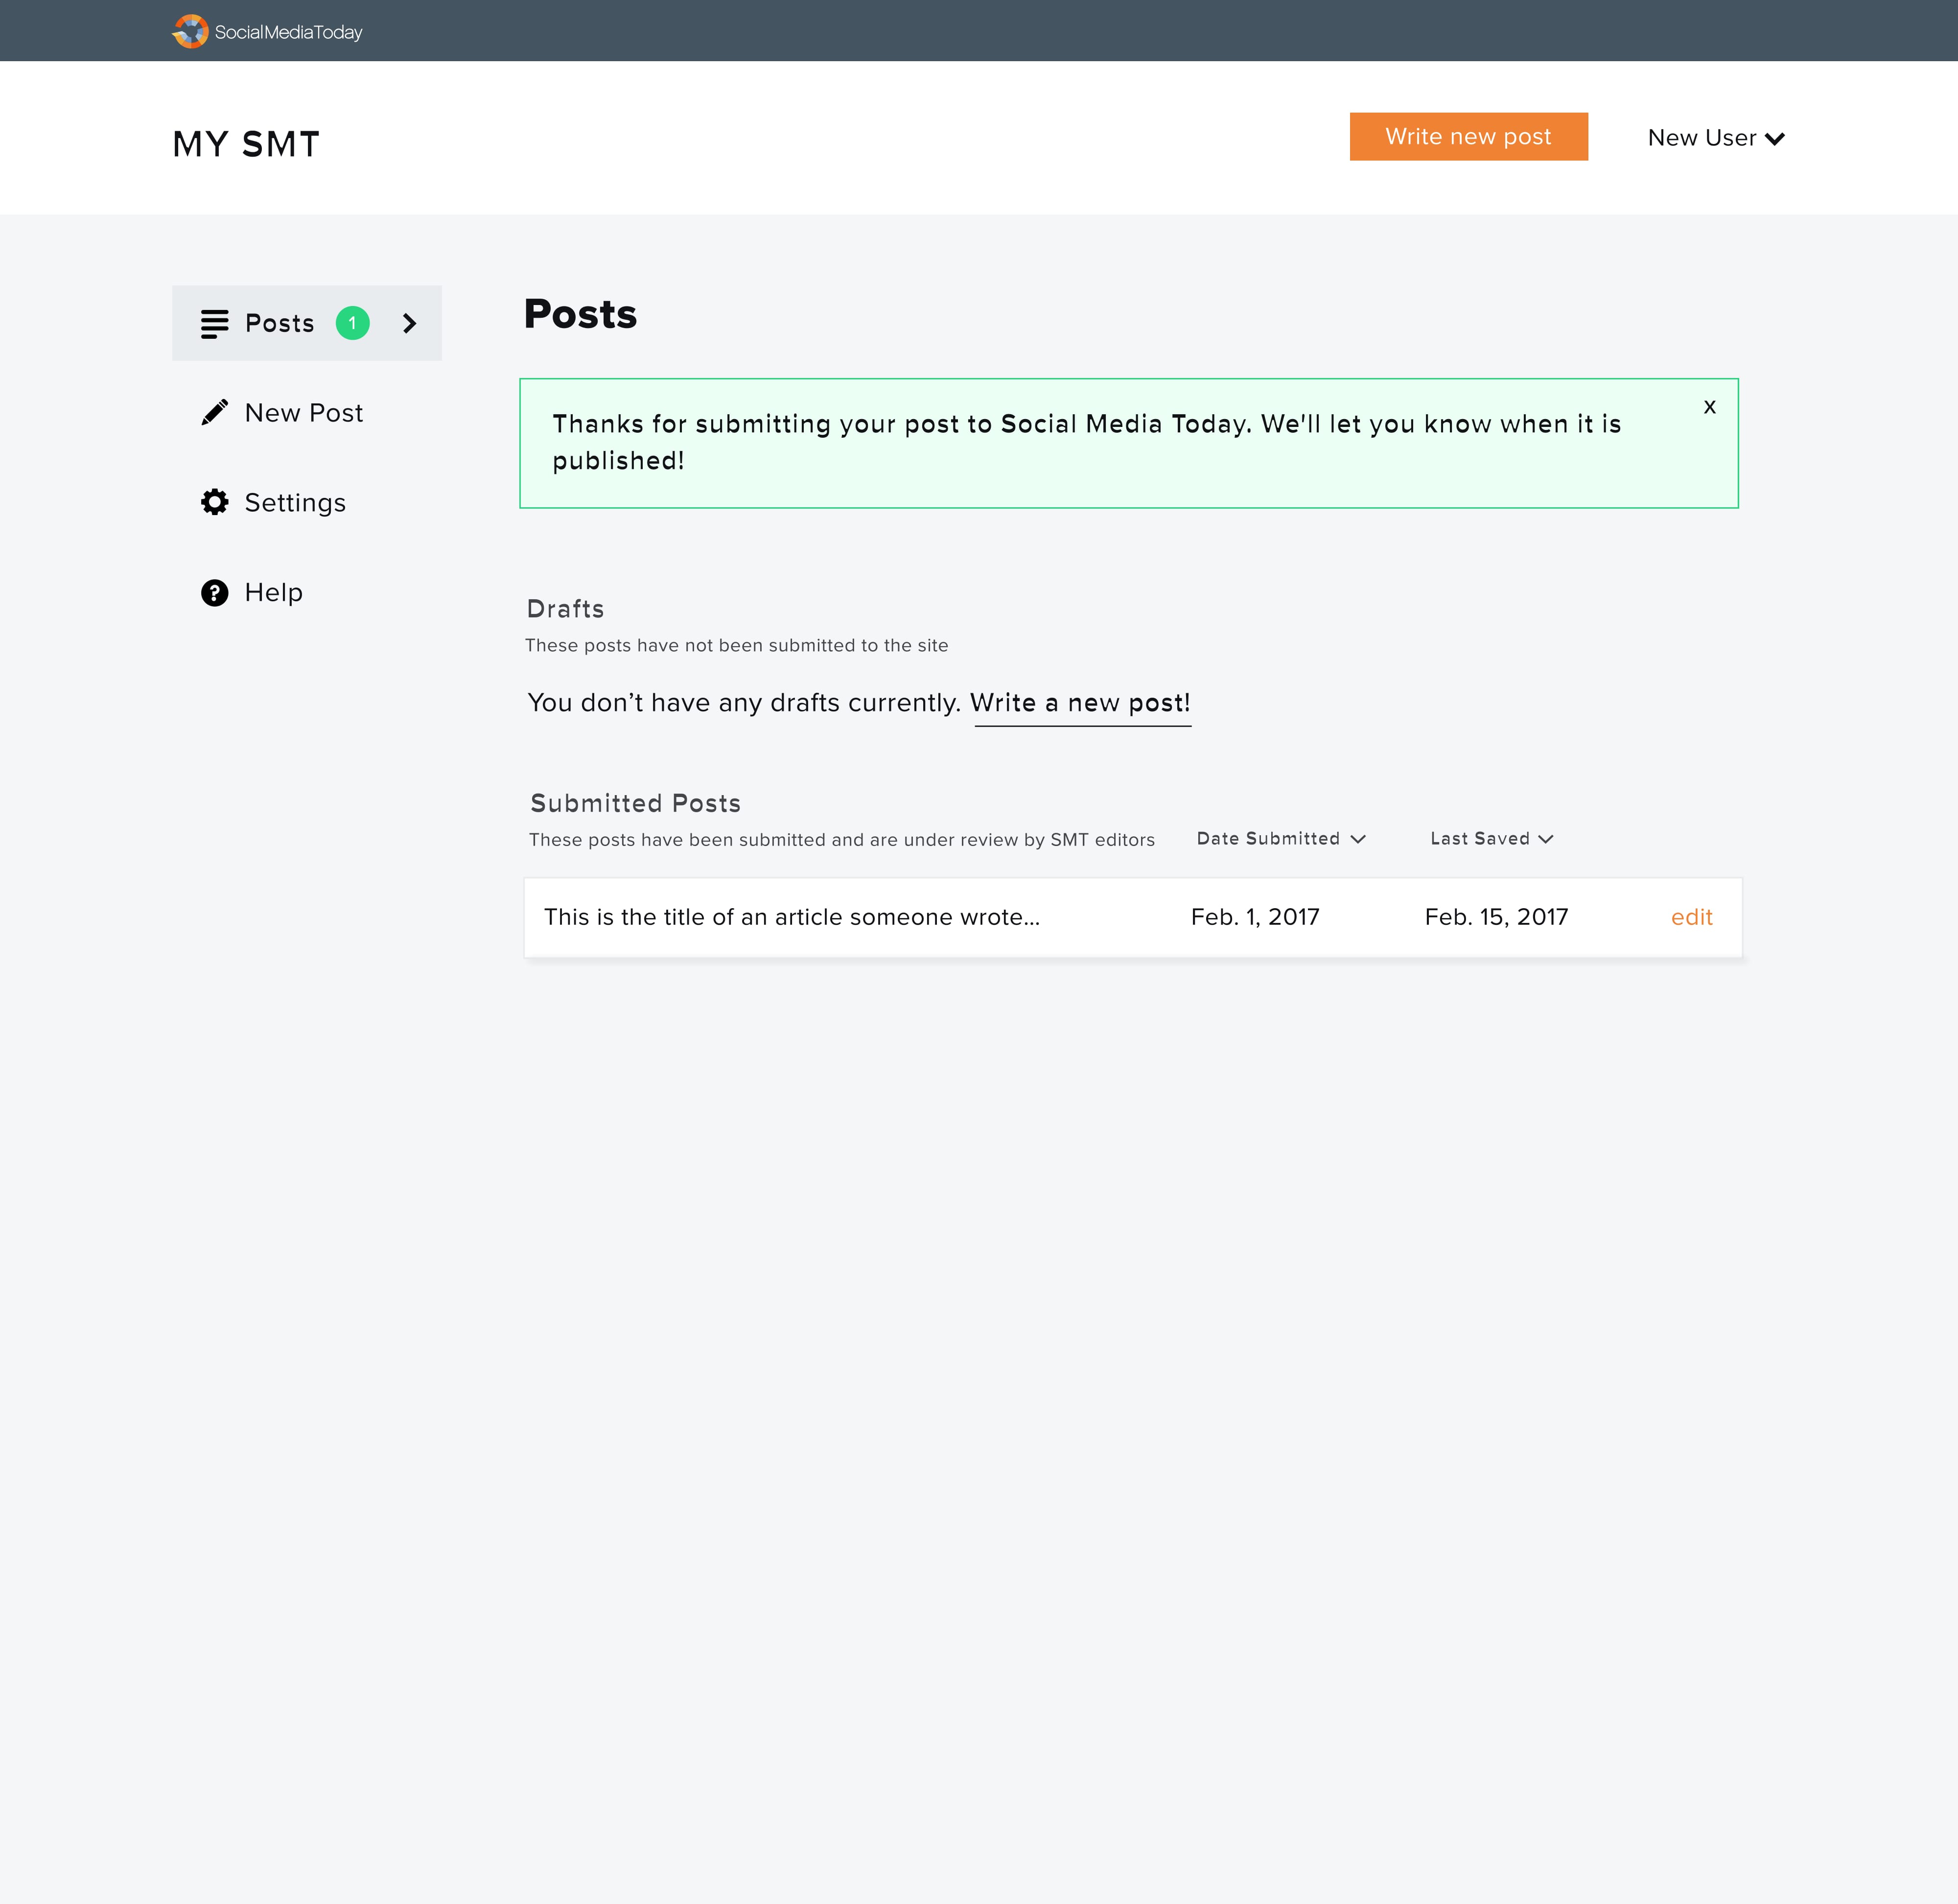 SocialMediaToday
MY SMT
Write new post
New User
Posts 1
New Post
Settings
Help
Posts
x
Thanks for submitting your post to Social Media Today. We'll let you know when it is
published!
Drafts
These posts have not been submitted to the site
You don’t have any drafts currently. Write a new post!
Submitted Posts
These posts have been submitted and are under review by SMT editors
Date Submitted
Last Saved
This is the title of an article someone wrote...
Feb. 1, 2017
Feb. 15, 2017
edit